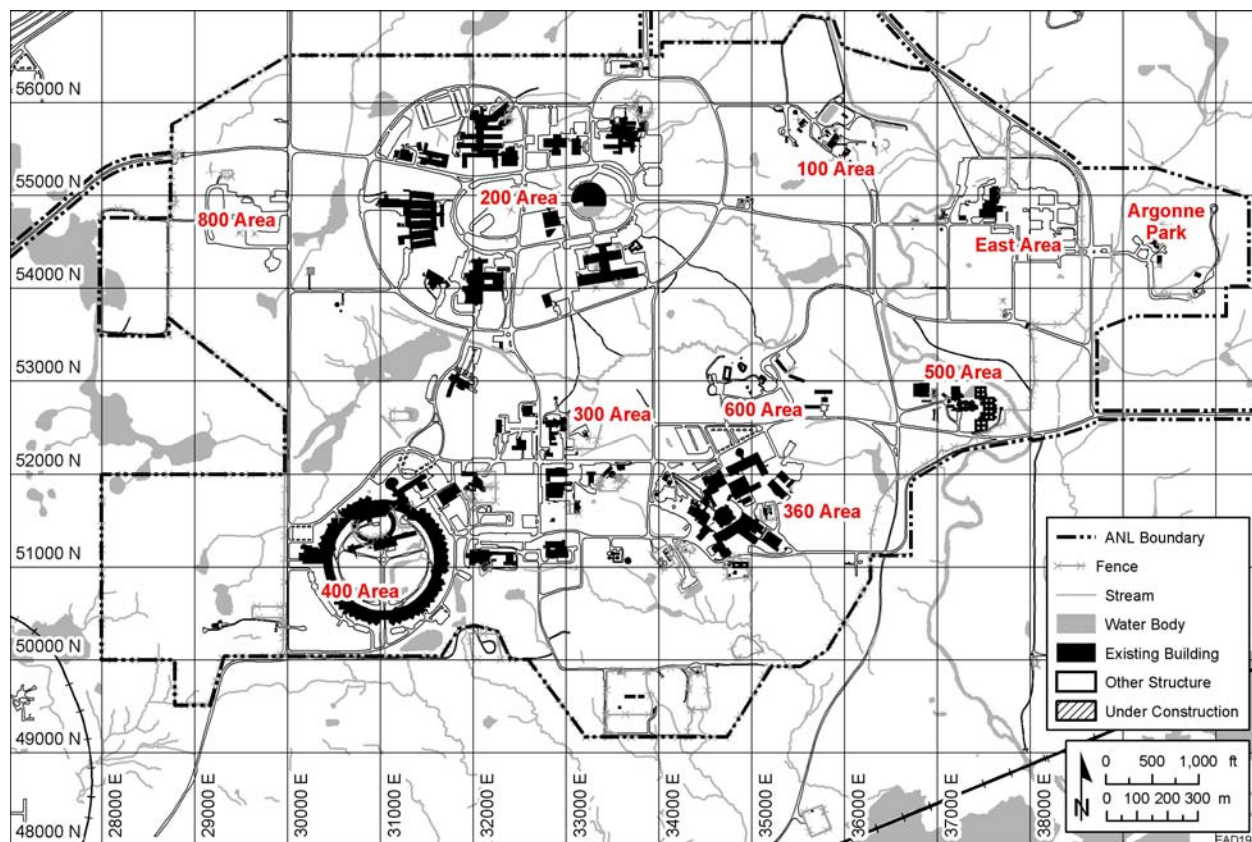 56000 N
55000 N
54000 N
53000 N
52000 N
51000 N
50000 N
49000 N
48000 N
100 Area
200 Area
800 Area
Argonne
Park
East Area
500 Area
300 Area
600 Area
360 Area
400 Area
28000 E
29000 E
30000 E
31000 E
32000 E
33000 E
34000 E
35000 E
36000 E
37000 E
38000 E
ANL Boundary
Fence
Stream
Water Body
Existing Building
Other Structure
Under Construction
0 500 1,000 ft
0 100 200 300 m
N